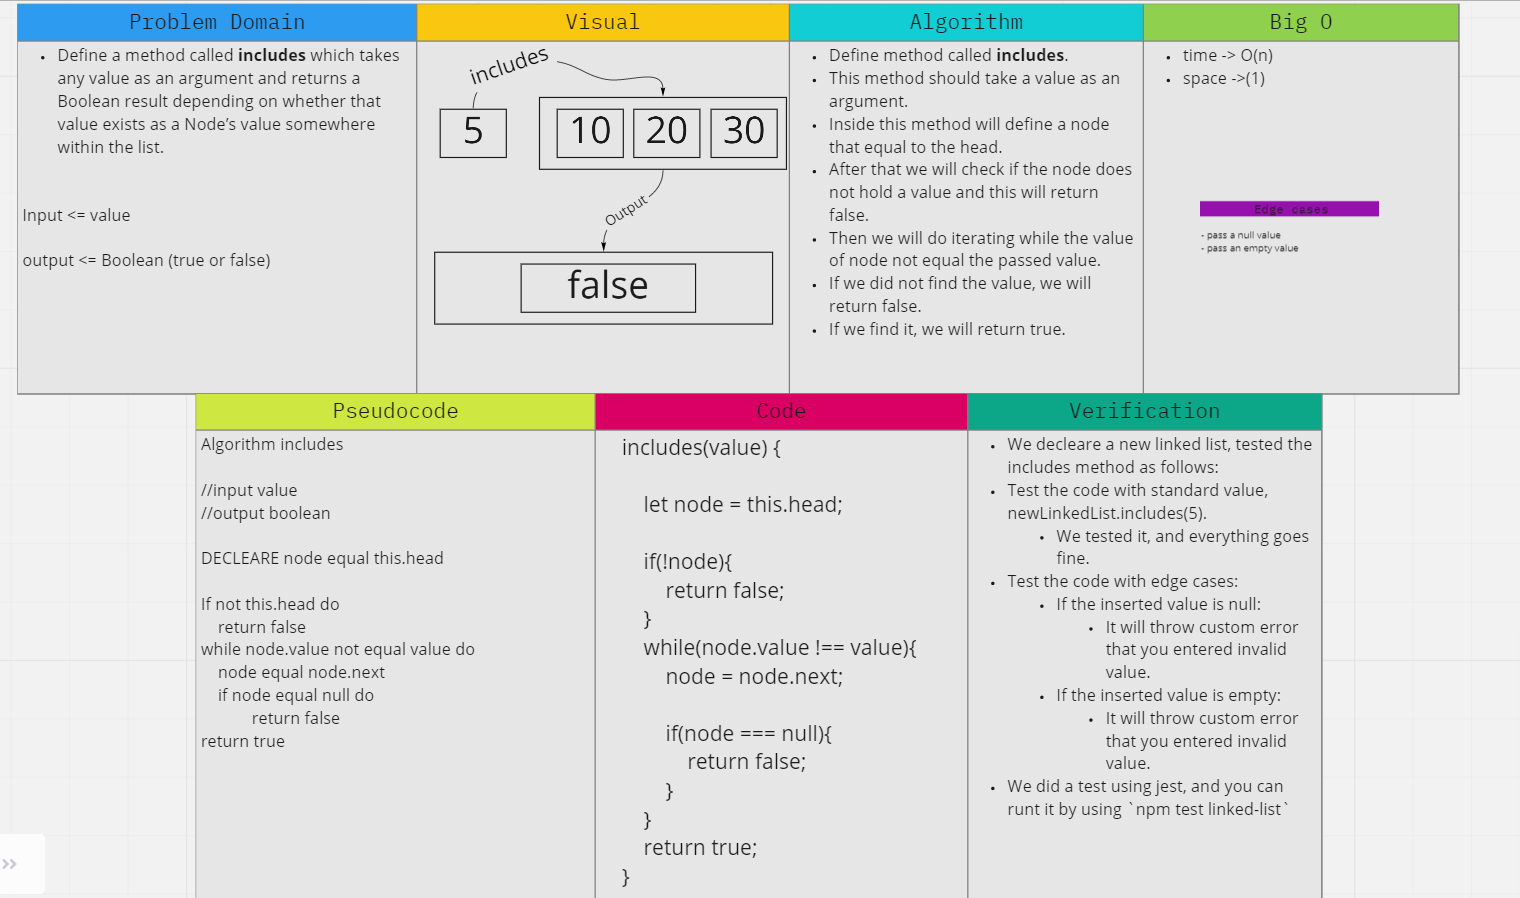 Problem Domain
• Define a method called includes which takes
any value as an argument and returns a
Boolean result depending on whether that
value exists as a Node’s value somewhere
within the list.
Input <= value
output <= Boolean (true or false)
Visual
includes
5
10 20 30
Output
false
Algorithm
• Define method called includes.
• This method should take a value as an
argument.
• Inside this method will define a node
that equal to the head.
• After that we will check if the node does
not hold a value and this will return
false.
• Then we will do iterating while the value
of node not equal the passed value.
• If we did not find the value, we will
return false.
• If we find it, we will return true.
Big O
• time -> O(n)
• space ->(1)
Edge cases
- pass a null value
- pass an empty value
Pseudocode
Algorithm includes
//input value
//output boolean
DECLEARE node equal this.head
If not this.head do
return false
while node.value not equal value do
node equal node.next
if node equal null do
return false
return true
Code
includes(value) {
let node = this.head;
if(!node){
return false;
}
while(node.value !== value){
node = node.next;
if(node === null){
return false;
}
}
return true;
}
Verification
• We decleare a new linked list, tested the
includes method as follows:
• Test the code with standard value,
newLinkedList.includes(5).
• We tested it, and everything goes
fine.
• Test the code with edge cases:
• If the inserted value is null:
• It will throw custom error
that you entered invalid
value.
• If the inserted value is empty:
• It will throw custom error
that you entered invalid
value.
• We did a test using jest, and you can
runt it by using `npm test linked-list`